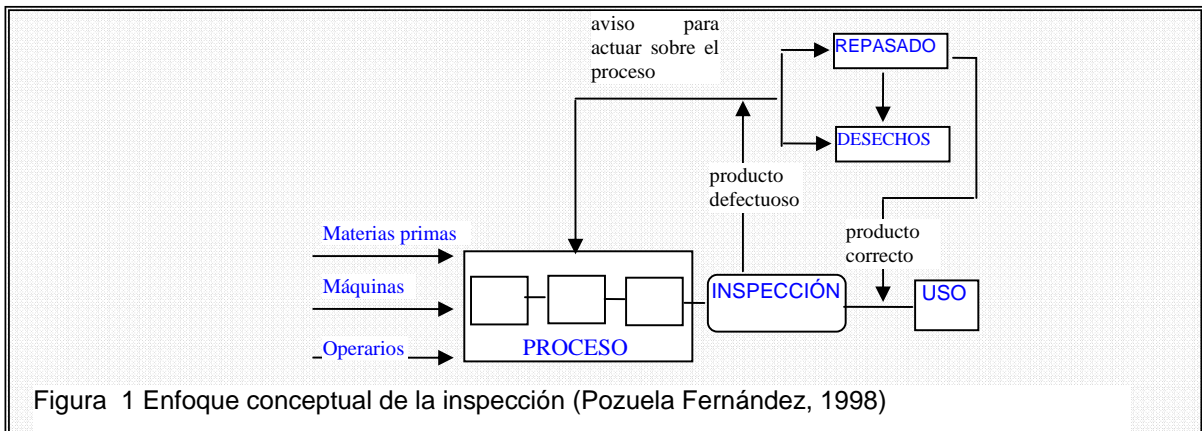 aviso para
actuar sobre el
proceso
REPASADO
DESECHOS
producto
defectuoso
Materias primas
producto
correcto
Máquinas
INSPECCIÓN
USO
Operarios
PROCESO
Figura 1 Enfoque conceptual de la inspección (Pozuela Fernández, 1998)